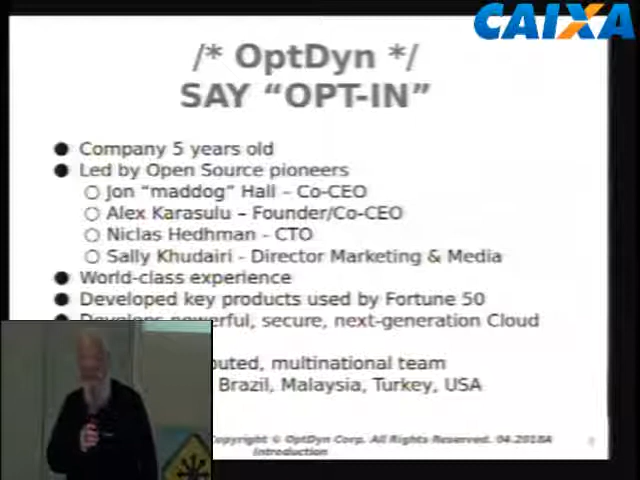 CAIXA
/* OptDyn */
SAY “OPT-IN”
Company 5 years old
Led by Open Source pioneers
Jon “maddog” Hall – Co-CEO
Alex Karasulu – Founder/Co-CEO
Niclas Hedhman - CTO
Sally Khudairi - Director Marketing & Media
World-class experience
Developed key products used by Fortune 50
Develops powerful, secure, next-generation Cloud
multinational team
Brazil, Malaysia, Turkey, USA
Copyright © OptDyn Corp. All Rights Reserved. 04.2018A
Introduction